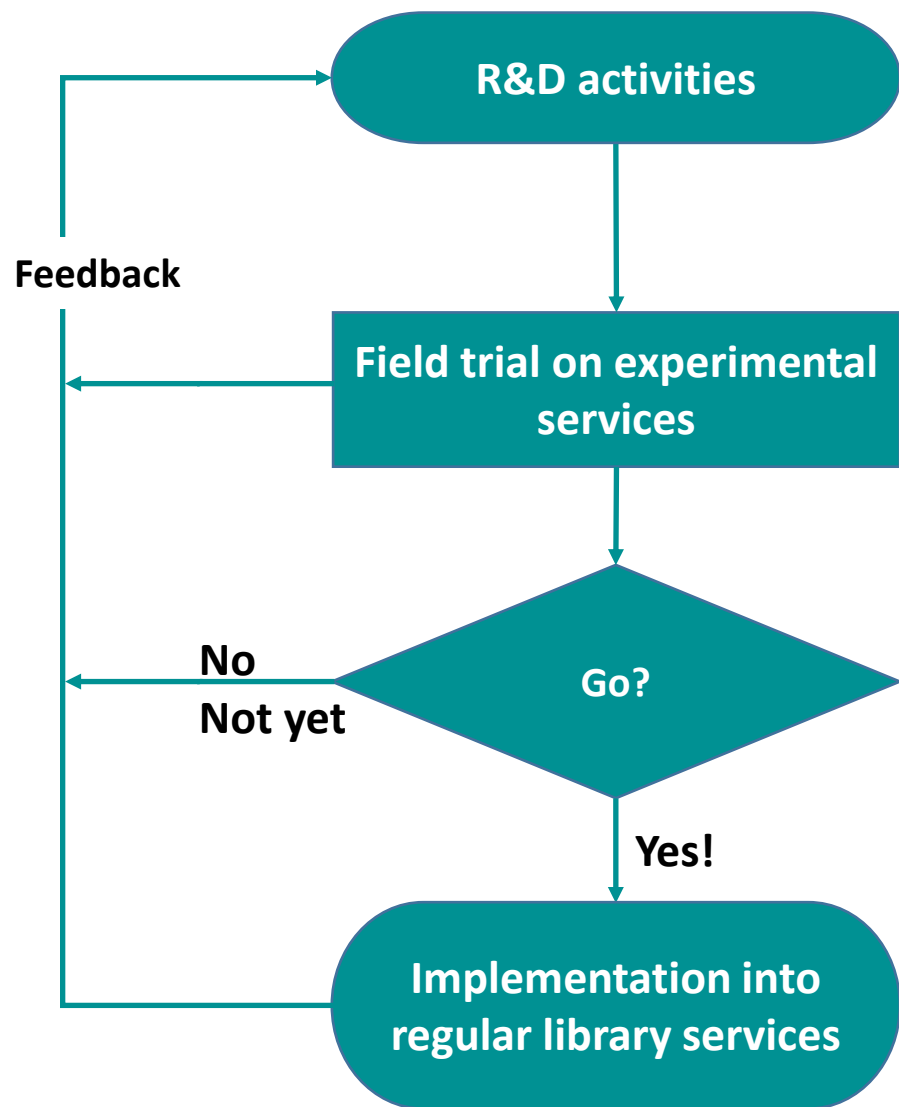 R&D activities
Feedback
Field trial on experimental
services
No
Not yet
Go?
Yes!
Implementation into
regular library services